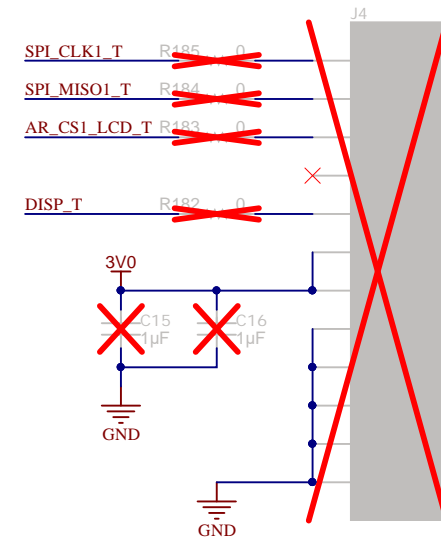 J4
SPI_CLK1_T R185 0
SPI_MISO1_T R184 0
AR_CS1_LCD_T R183 0
DISP_T R182 0
3V0
C15 C16
1µF 1µF
GND
GND